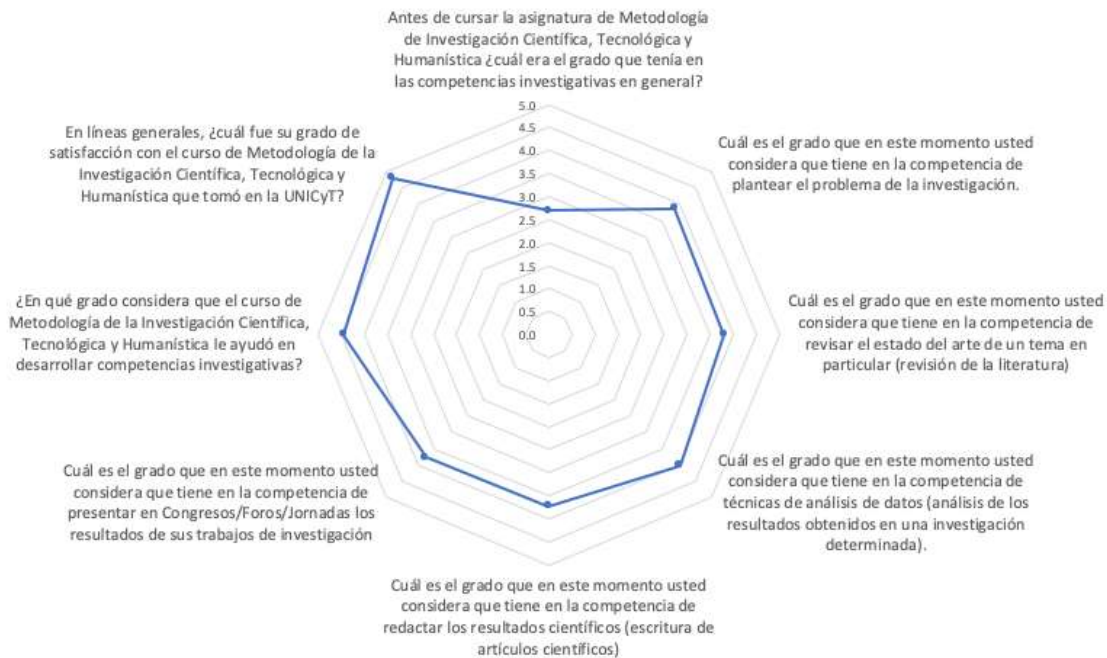 Antes de cursar la asignatura de Metodología
de Investigación Científica, Tecnológica y
Humanística ¿cuál era el grado que tenía en
las competencias investigativas en general?
5.0
4.5
4.0
3.5
3.0
2.5
2.0
1.5
1.0
0.5
0.0
Cuál es el grado que en este momento usted
considera que tiene en la competencia de
plantear el problema de la investigación.
Cuál es el grado que en este momento usted
considera que tiene en la competencia de
revisar el estado del arte de un tema en
particular (revisión de la literatura)
Cuál es el grado que en este momento usted
considera que tiene en la competencia de
técnicas de análisis de datos (análisis de los
resultados obtenidos en una investigación
determinada).
Cuál es el grado que en este momento usted
considera que tiene en la competencia de
redactar los resultados científicos (escritura de
artículos científicos)
Cuál es el grado que en este momento usted
considera que tiene en la competencia de
presentar en Congresos/Foros/Jornadas los
resultados de sus trabajos de investigación
¿En qué grado considera que el curso de
Metodología de la Investigación Científica,
Tecnológica y Humanística le ayudó en
desarrollar competencias investigativas?
En líneas generales, ¿cuál fue su grado de
satisfacción con el curso de Metodología de la
Investigación Científica, Tecnológica y
Humanística que tomó en la UNICyT?